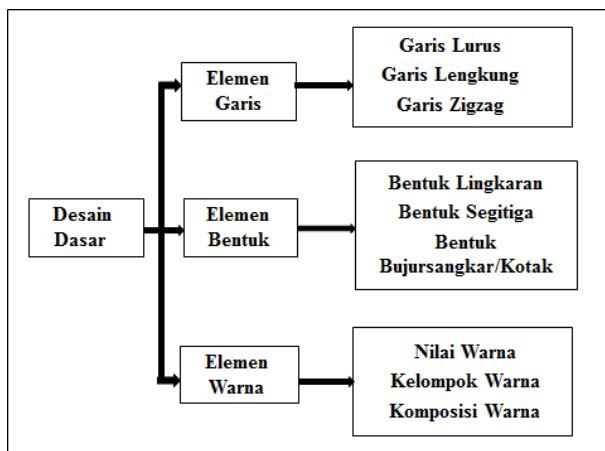 Desain
Dasar
Elemen
Garis
Garis Lurus
Garis Lengkung
Garis Zigzag
Elemen
Bentuk
Bentuk Lingkaran
Bentuk Segitiga
Bentuk
Bujursangkar/Kotak
Elemen
Warna
Nilai Warna
Kelompok Warna
Komposisi Warna